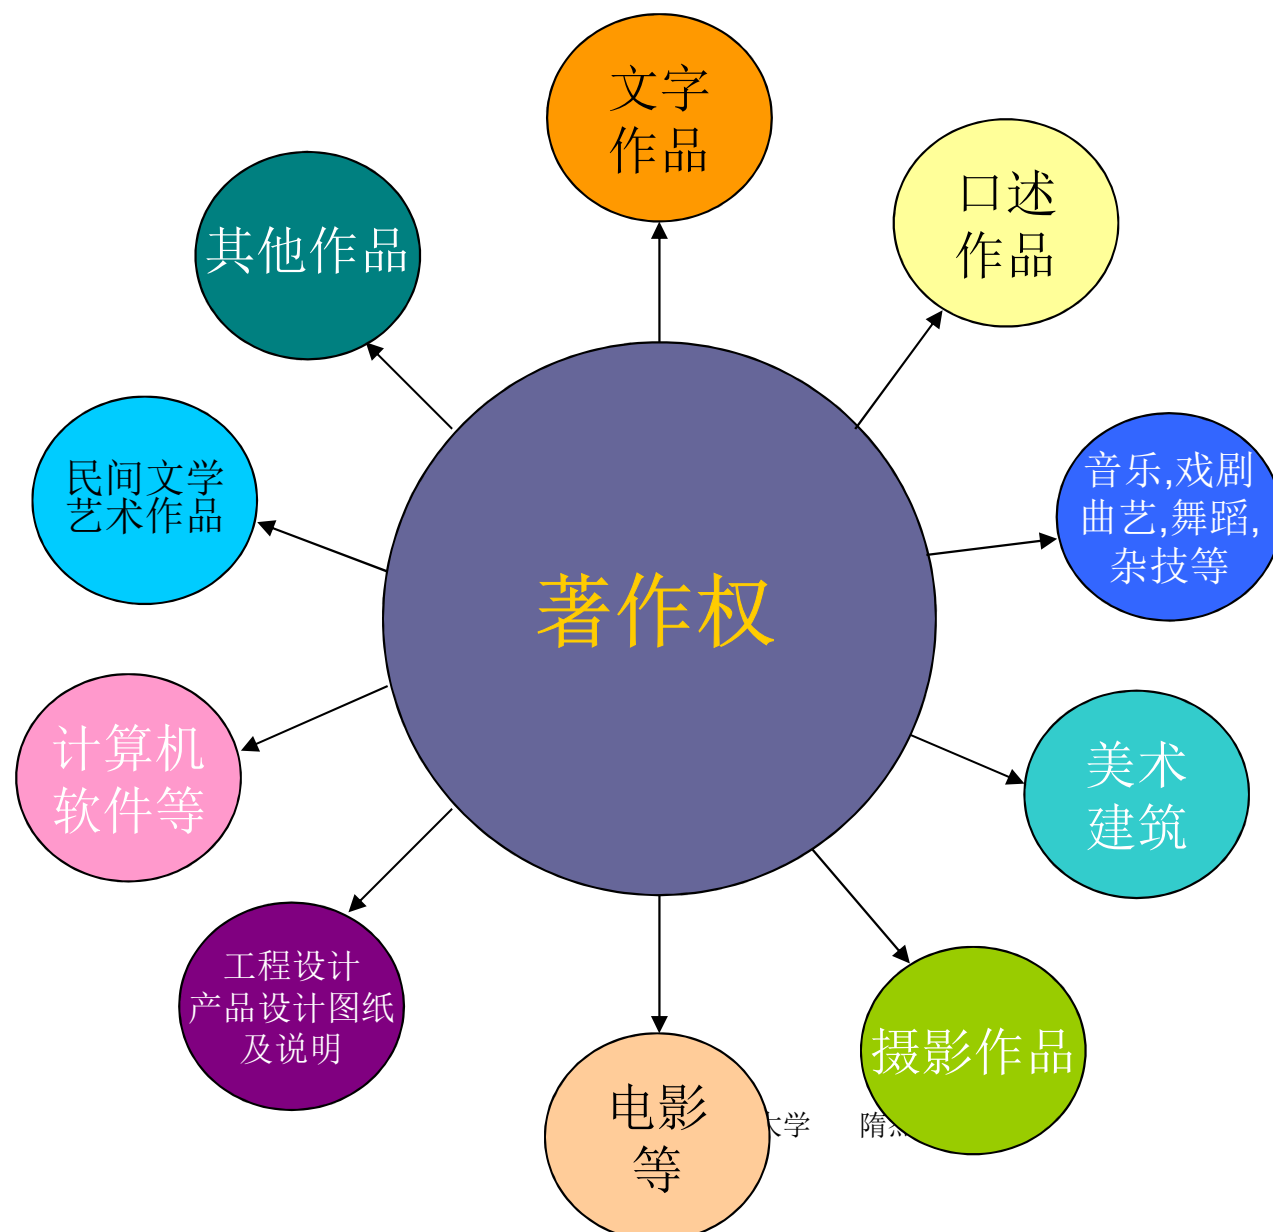 文字
作品
口述
作品
其他作品
音乐,戏剧
曲艺,舞蹈,
杂技等
民间文学
艺术作品
著作权
计算机
软件等
美术
建筑
工程设计
产品设计图纸
及说明
摄影作品
电影
等
大学 隋